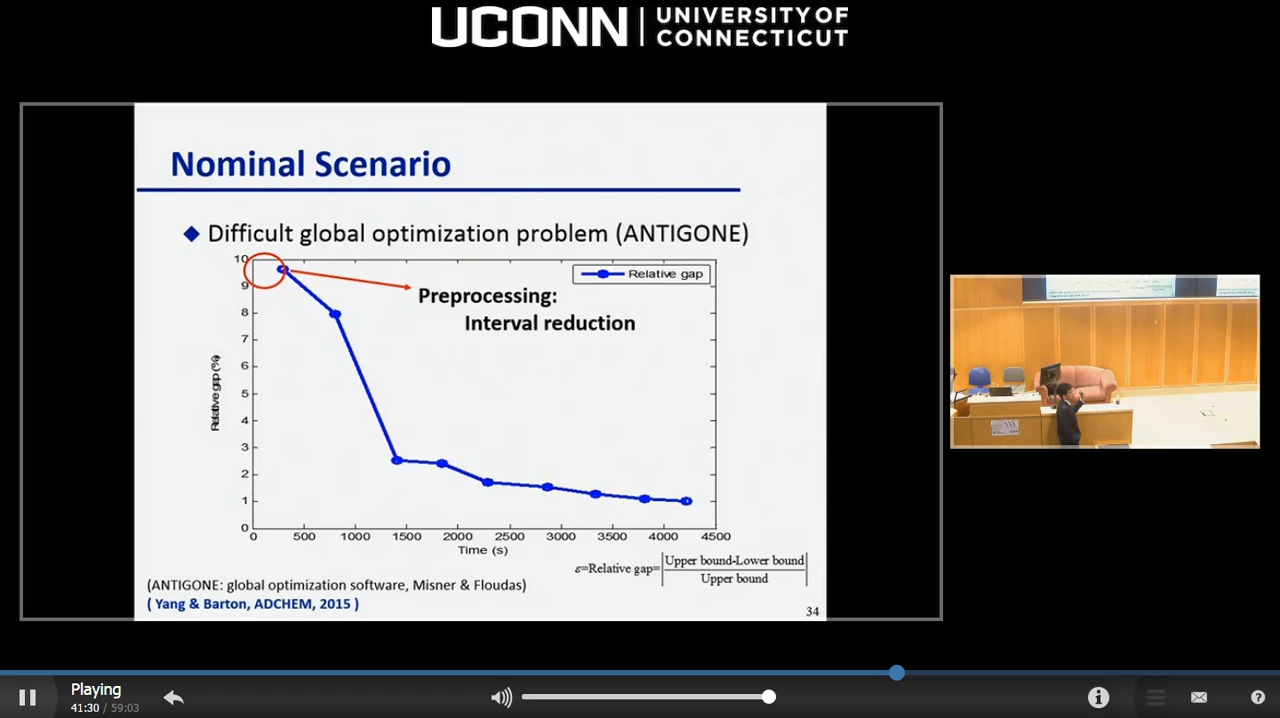 UCONN | UNIVERSITY OF
CONNECTICUT
Nominal Scenario
Difficult global optimization problem (ANTIGONE)
Relative gap
Preprocessing:
Interval reduction
10
9
8
7
6
5
4
3
2
1
0
Relative gap (%)
0 500 1000 1500 2000 2500 3000 3500 4000 4500
Time (s)
ε=Relative gap=|Upper bound-Lower bound
Upper bound|
(ANTIGONE: global optimization software, Misner & Floudas)
( Yang & Barton, ADCHEM, 2015 )
34
Playing
41:30 / 59:03